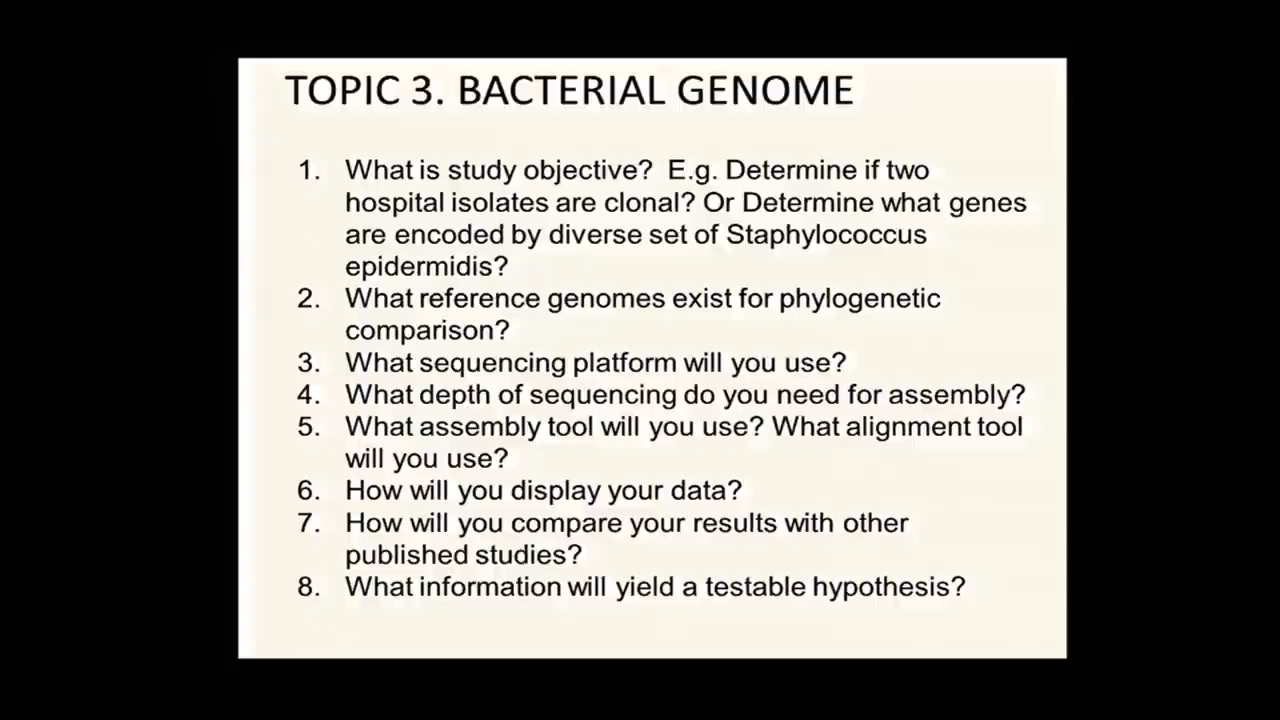 TOPIC 3. BACTERIAL GENOME
1. What is study objective?  E.g. Determine if two
hospital isolates are clonal? Or Determine what genes
are encoded by diverse set of Staphylococcus
epidermidis?
2. What reference genomes exist for phylogenetic
comparison?
3. What sequencing platform will you use?
4. What depth of sequencing do you need for assembly?
5. What assembly tool will you use? What alignment tool
will you use?
6. How will you display your data?
7. How will you compare your results with other
published studies?
8. What information will yield a testable hypothesis?